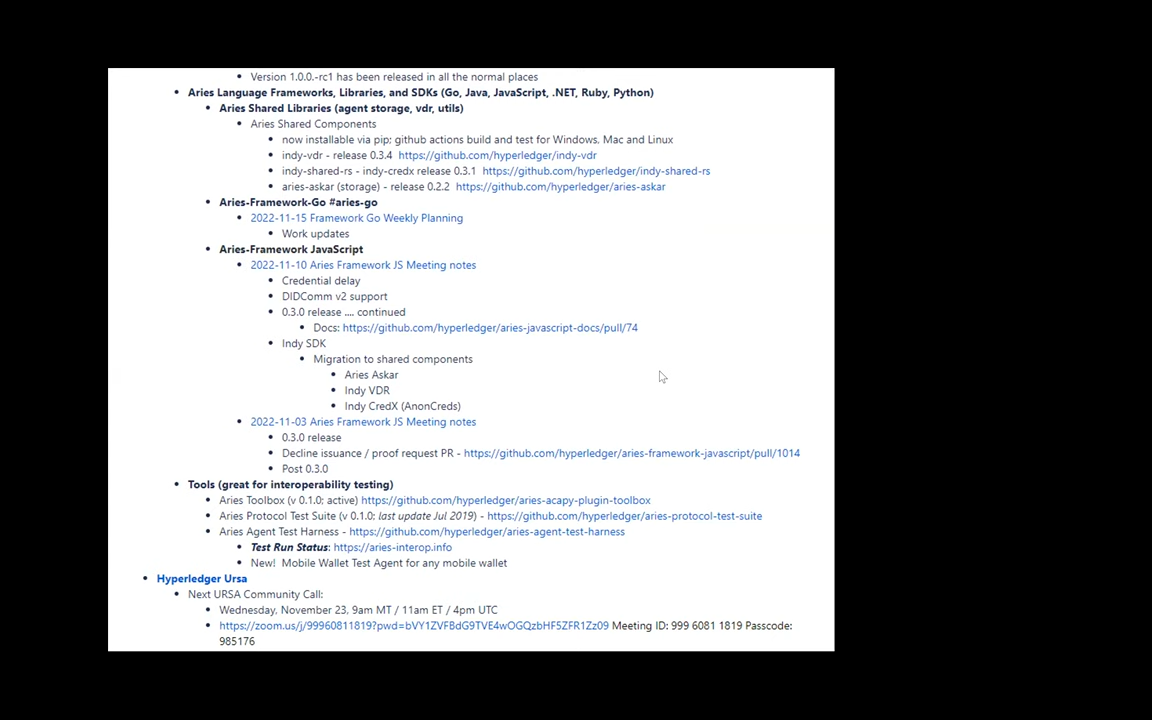 Version 1.0.0.-rc1 has been released in all the normal places
Aries Language Frameworks, Libraries, and SDKs (Go, Java, JavaScript, .NET, Ruby, Python)
Aries Shared Libraries (agent storage, vdr, utils)
Aries Shared Components
now installable via pip; github actions build and test for Windows, Mac and Linux
indy-vdr - release 0.3.4 https://github.com/hyperledger/indy-vdr
indy-shared-rs - indy-credx release 0.3.1 https://github.com/hyperledger/indy-shared-rs
aries-askar (storage) - release 0.2.2 https://github.com/hyperledger/aries-askar
Aries-Framework-Go #aries-go
2022-11-15 Framework Go Weekly Planning
Work updates
Aries-Framework JavaScript
2022-11-10 Aries Framework JS Meeting notes
Credential delay
DIDComm v2 support
0.3.0 release .... continued
Docs: https://github.com/hyperledger/aries-javascript-docs/pull/74
Indy SDK
Migration to shared components
Aries Askar
Indy VDR
Indy CredX (AnonCreds)
2022-11-03 Aries Framework JS Meeting notes
0.3.0 release
Decline issuance / proof request PR - https://github.com/hyperledger/aries-framework-javascript/pull/1014
Post 0.3.0
Tools (great for interoperability testing)
Aries Toolbox (v 0.1.0; active) https://github.com/hyperledger/aries-acapy-plugin-toolbox
Aries Protocol Test Suite (v 0.1.0; last update Jul 2019) - https://github.com/hyperledger/aries-protocol-test-suite
Aries Agent Test Harness - https://github.com/hyperledger/aries-agent-test-harness
Test Run Status: https://aries-interop.info
New! Mobile Wallet Test Agent for any mobile wallet
Hyperledger Ursa
Next URSA Community Call:
Wednesday, November 23, 9am MT / 11am ET / 4pm UTC
https://zoom.us/j/99960811819?pwd=bVY1ZVFBdG9TVE4wOGQzbHF5ZFR1Zz09 Meeting ID: 999 6081 1819 Passcode:
985176